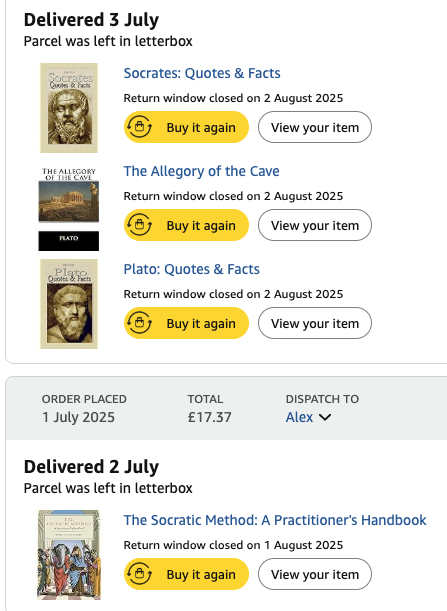 Delivered 3 July
Parcel was left in letterbox
Socrates
Quotes & Facts
Socrates: Quotes & Facts
Return window closed on 2 August 2025
Buy it again
View your item
THE ALLEGORY
OF THE CAVE
PLATO
The Allegory of the Cave
Return window closed on 2 August 2025
Buy it again
View your item
Plato
Quotes & Facts
Plato: Quotes & Facts
Return window closed on 2 August 2025
Buy it again
View your item
ORDER PLACED
1 July 2025
TOTAL
£17.37
DISPATCH TO
Alex
Delivered 2 July
Parcel was left in letterbox
THE
SOCRATIC METHOD
The Socratic Method: A Practitioner's Handbook
Return window closed on 1 August 2025
Buy it again
View your item